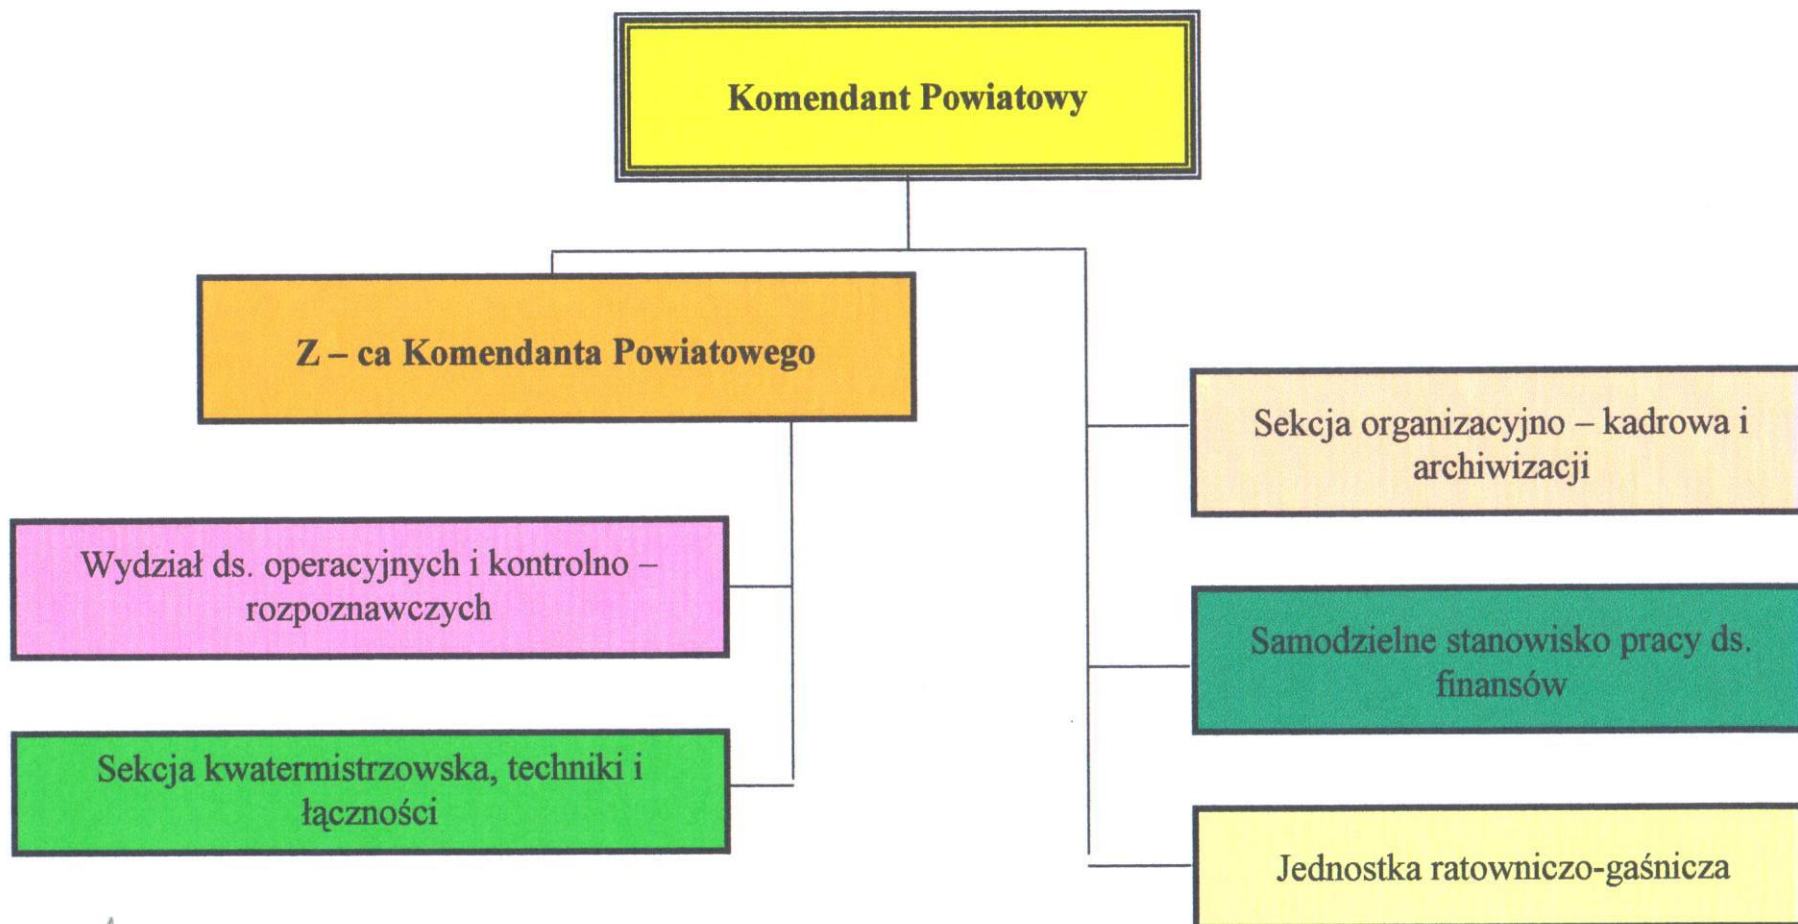 Komendant Powiatowy
Z – ca Komendanta Powiatowego
Wydział ds. operacyjnych i kontrolno –
rozpoznawczych
Sekcja kwatermistrzowska, techniki i
łączności
Sekcja organizacyjno – kadrowa i
archiwizacji
Samodzielne stanowisko pracy ds.
finansów
Jednostka ratowniczo-gaśnicza